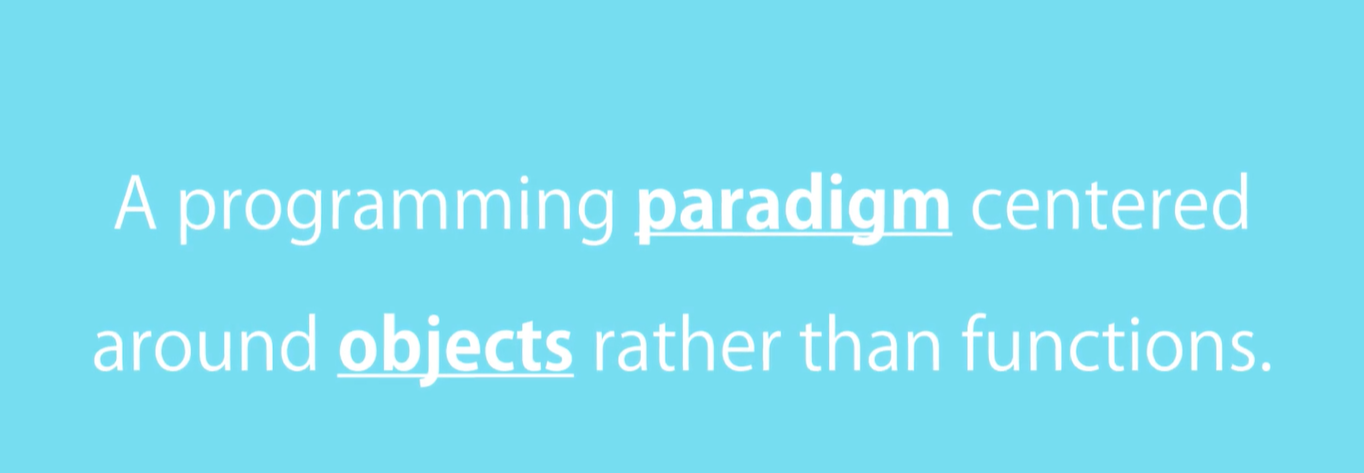 A programming paradigm centered
around objects rather than functions.